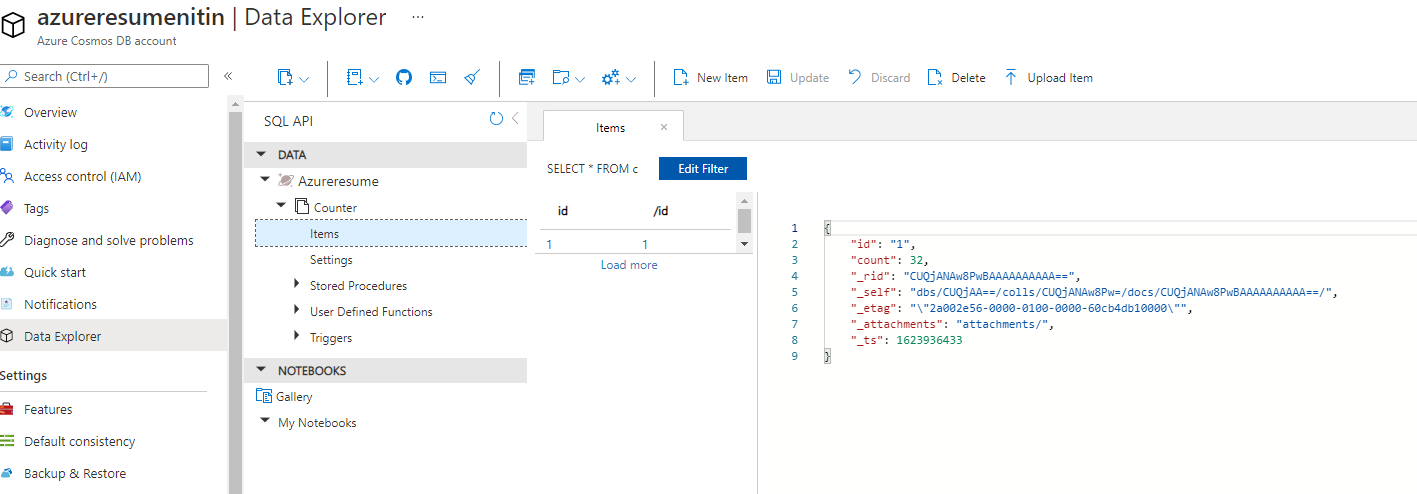 azureresumenitin | Data Explorer ...
Azure Cosmos DB account
Search (Ctrl+/)
«
Overview
Activity log
Access control (IAM)
Tags
Diagnose and solve problems
Quick start
Notifications
Data Explorer
Settings
Features
Default consistency
Backup & Restore
New Item
Update
Discard
Delete
Upload Item
SQL API
DATA
Azureresume
Counter
Items
Settings
Stored Procedures
User Defined Functions
Triggers
NOTEBOOKS
Gallery
My Notebooks
Items
SELECT * FROM c
Edit Filter
id /id
1 1
Load more
1 {
2 "id": "1",
3 "count": 32,
4 "_rid": "CUQjANAw8PwBAAAAAAAAAA==",
5 "_self": "dbs/CUQjAA==/colls/CUQjANAw8Pw=/docs/CUQjANAw8PwBAAAAAAAAAA==/",
6 "_etag": "\"2a002e56-0000-0100-0000-60cb4db10000\"",
7 "_attachments": "attachments/",
8 "_ts": 1623936433
9 }